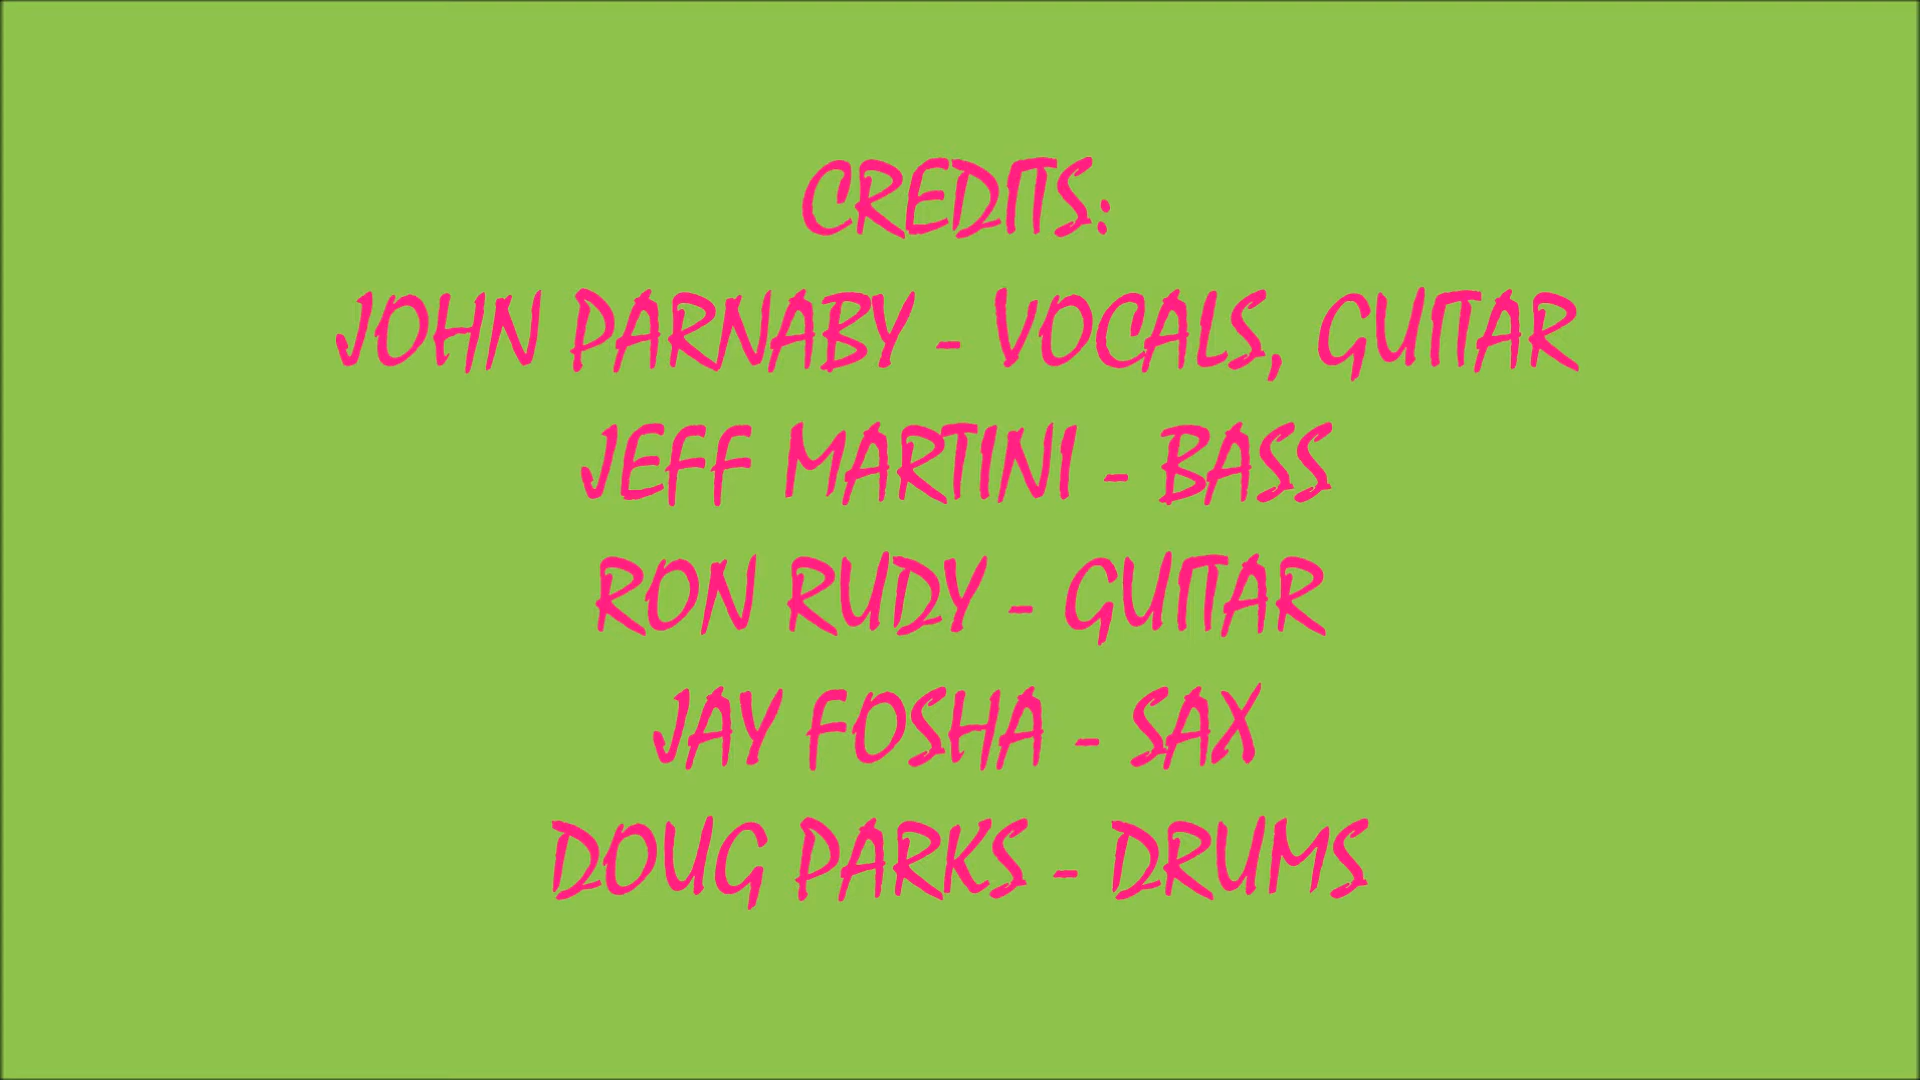 CREDITS:
JOHN PARNABY - VOCALS, GUITAR
JEFF MARTINI - BASS
RON RUDY - GUITAR
JAY FOSHA - SAX
DOUG PARKS - DRUMS